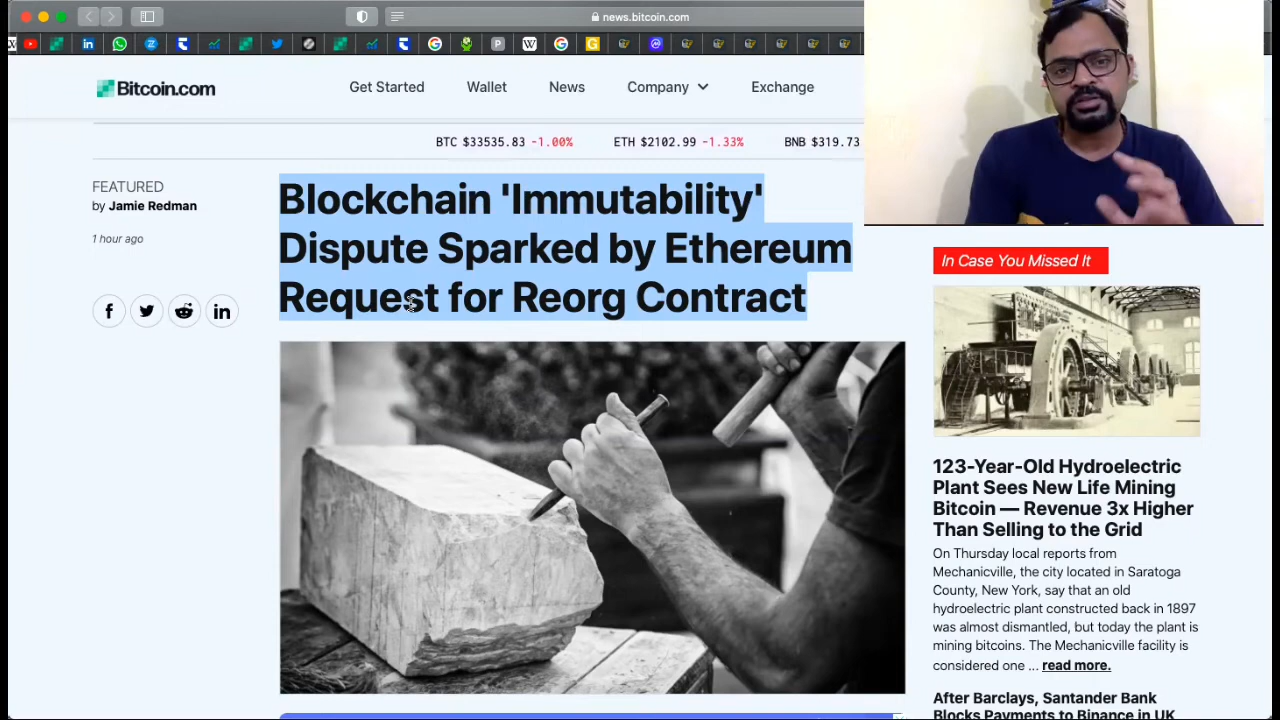 news.bitcoin.com
Bitcoin.com
Get Started
Wallet
News
Company
Exchange
BTC $33535.83 -1.00%
ETH $2102.99 -1.33%
BNB $319.73
FEATURED
by Jamie Redman
1 hour ago
Blockchain 'Immutability'
Dispute Sparked by Ethereum
Request for Reorg Contract
In Case You Missed It
123-Year-Old Hydroelectric
Plant Sees New Life Mining
Bitcoin — Revenue 3x Higher
Than Selling to the Grid
On Thursday local reports from
Mechanicville, the city located in Saratoga
County, New York, say that an old
hydroelectric plant constructed back in 1897
was almost dismantled, but today the plant is
mining bitcoins. The Mechanicville facility is
considered one ... read more.
After Barclays, Santander Bank
Blocks Payments to Binance in UK